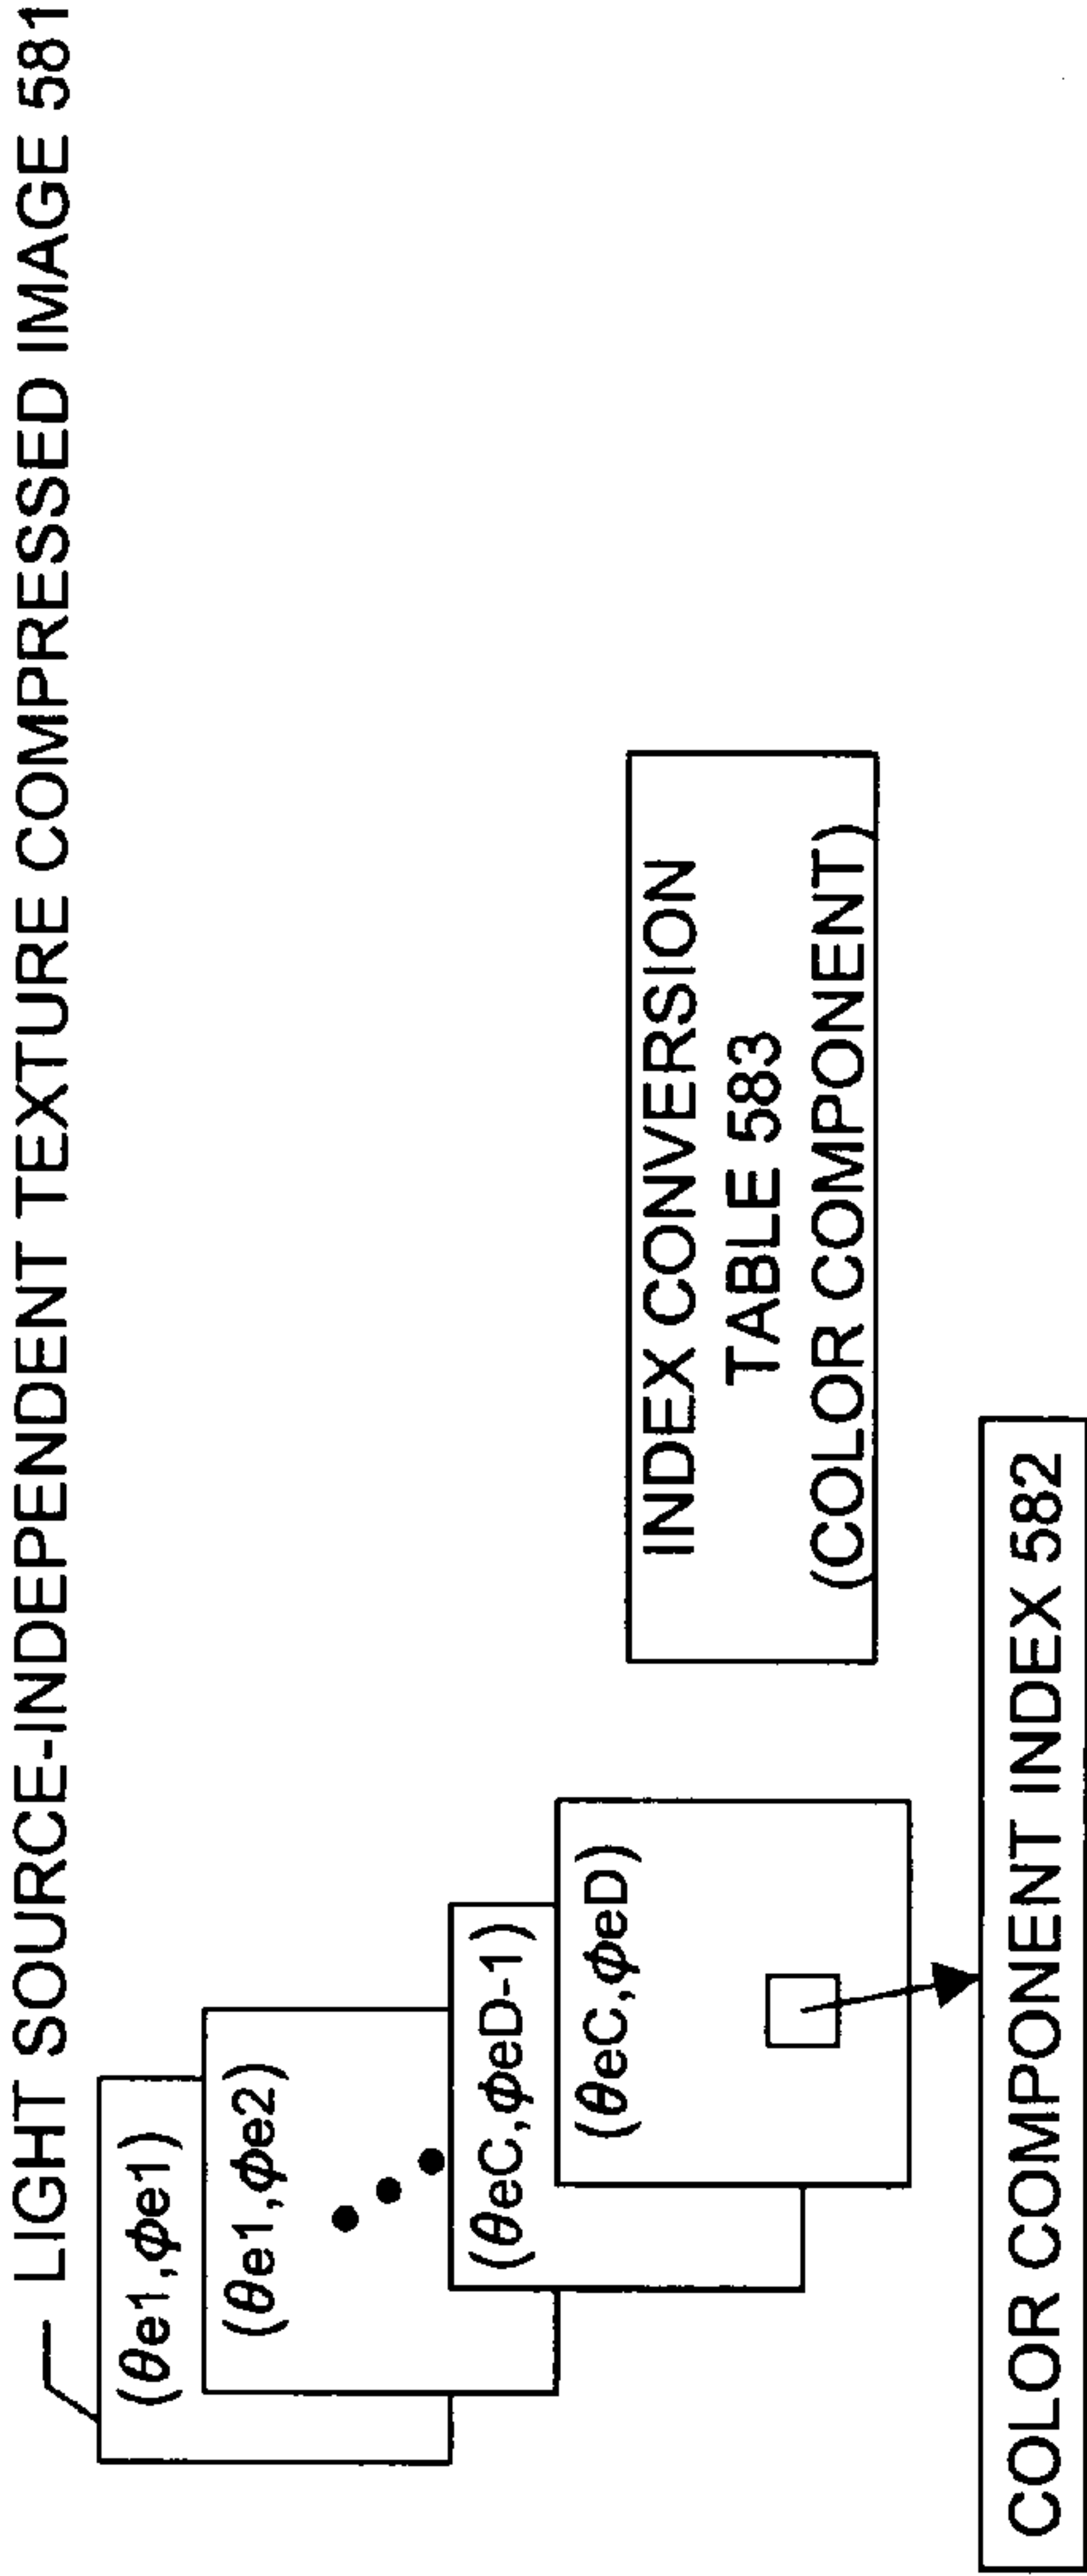 LIGHT SOURCE-INDEPENDENT TEXTURE COMPRESSED IMAGE 581
(θe1,ϕe1)
(θe1,ϕe2)
(θeC,ϕeD-1)
(θeC,ϕeD)
INDEX CONVERSION
TABLE 583
(COLOR COMPONENT)
COLOR COMPONENT INDEX 582